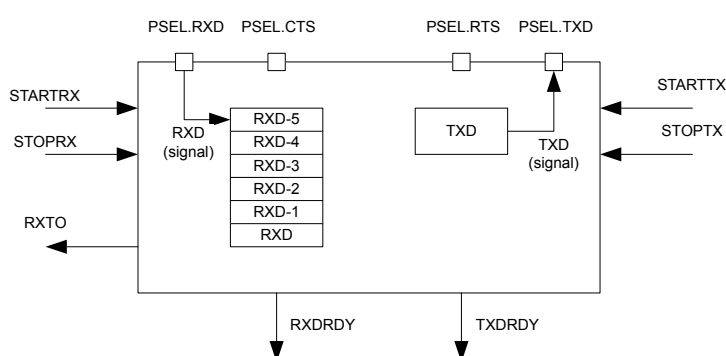 PSEL.RXD
PSEL.CTS
PSEL.RTS
PSEL.TXD
STARTRX
STOPRX
RXTO
RXD
(signal)
RXD-5
RXD-4
RXD-3
RXD-2
RXD-1
RXD
TXD
TXD
(signal)
STARTTX
STOPTX
RXDRDY
TXDRDY